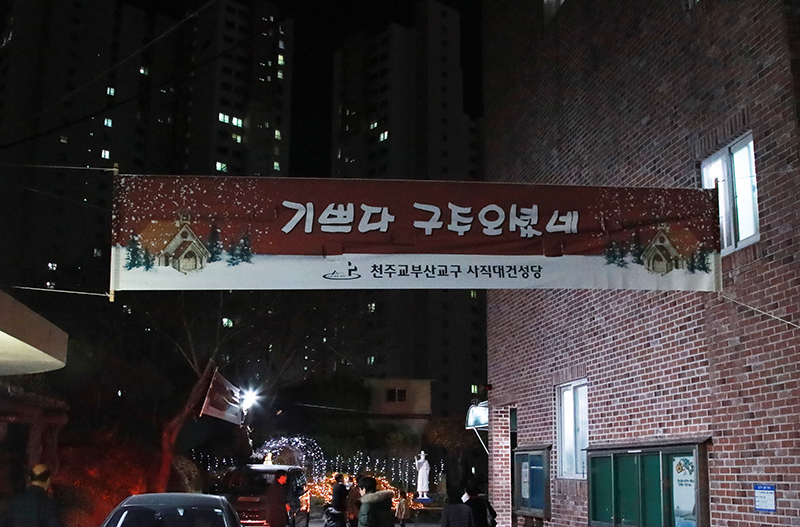 기쁘다 구두오셨네
천주교부산교구 사직대건성당